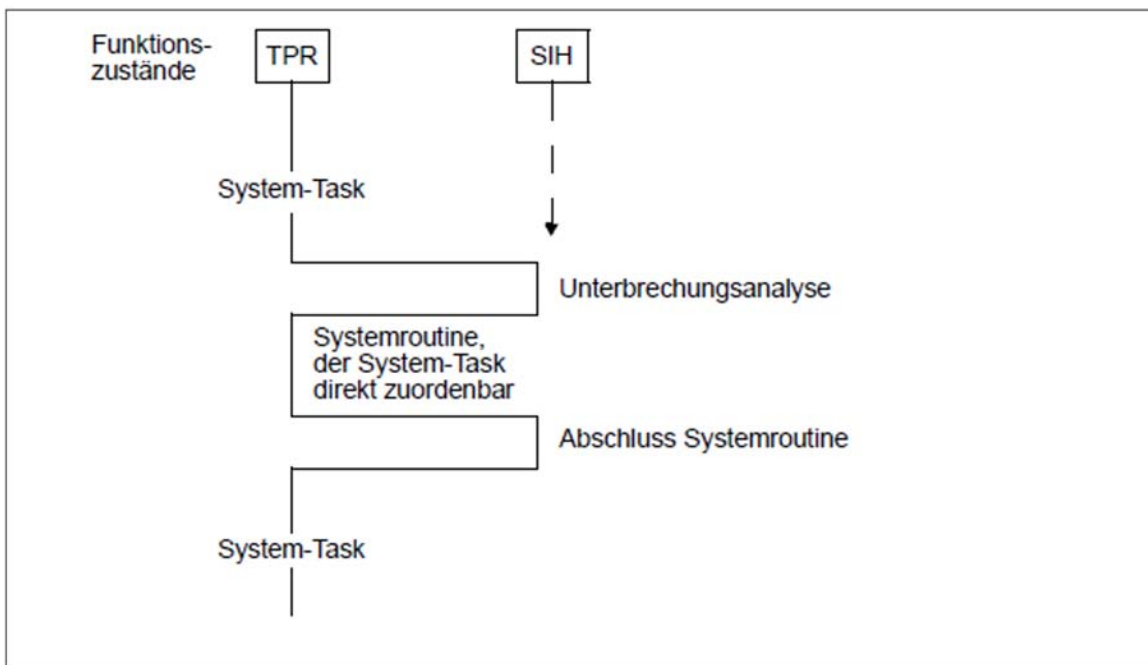 Funktions-
zustände
TPR
SIH
System-Task
Unterbrechungsanalyse
Systemroutine,
der System-Task
direkt zuordenbar
Abschluss Systemroutine
System-Task